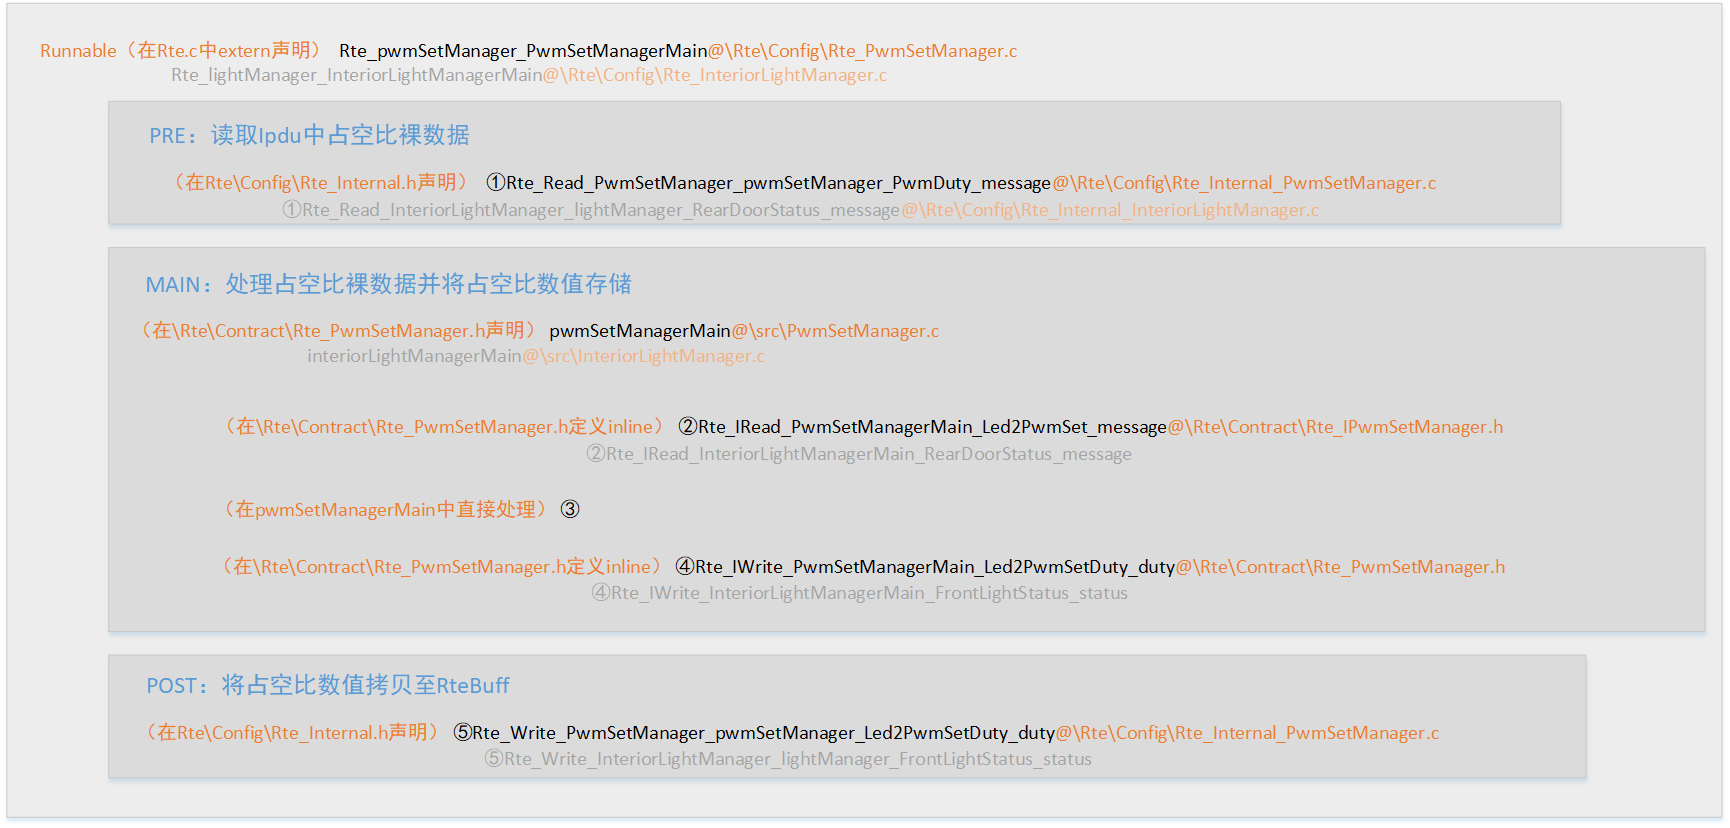 Runnable（在Rte.c中extern声明） Rte_pwmSetManager_PwmSetManagerMain@\Rte\Config\Rte_PwmSetManager.c
Rte_lightManager_InteriorLightManagerMain@\Rte\Config\Rte_InteriorLightManager.c
PRE：读取Ipdu中占空比裸数据
（在Rte\Config\Rte_Internal.h声明） ①Rte_Read_PwmSetManager_pwmSetManager_PwmDuty_message@\Rte\Config\Rte_Internal_PwmSetManager.c
①Rte_Read_InteriorLightManager_lightManager_RearDoorStatus_message@\Rte\Config\Rte_Internal_InteriorLightManager.c
MAIN：处理占空比裸数据并将占空比数值存储
（在\Rte\Contract\Rte_PwmSetManager.h声明） pwmSetManagerMain@\src\PwmSetManager.c
interiorLightManagerMain@\src\InteriorLightManager.c
（在\Rte\Contract\Rte_PwmSetManager.h定义inline） ②Rte_IRead_PwmSetManagerMain_Led2PwmSet_message@\Rte\Contract\Rte_IPwmSetManager.h
②Rte_IRead_InteriorLightManagerMain_RearDoorStatus_message
（在pwmSetManagerMain中直接处理） ③
（在\Rte\Contract\Rte_PwmSetManager.h定义inline） ④Rte_IWrite_PwmSetManagerMain_Led2PwmSetDuty_duty@\Rte\Contract\Rte_PwmSetManager.h
④Rte_IWrite_InteriorLightManagerMain_FrontLightStatus_status
POST：将占空比数值拷贝至RteBuff
（在Rte\Config\Rte_Internal.h声明） ⑤Rte_Write_PwmSetManager_pwmSetManager_Led2PwmSetDuty_duty@\Rte\Config\Rte_Internal_PwmSetManager.c
⑤Rte_Write_InteriorLightManager_lightManager_FrontLightStatus_status